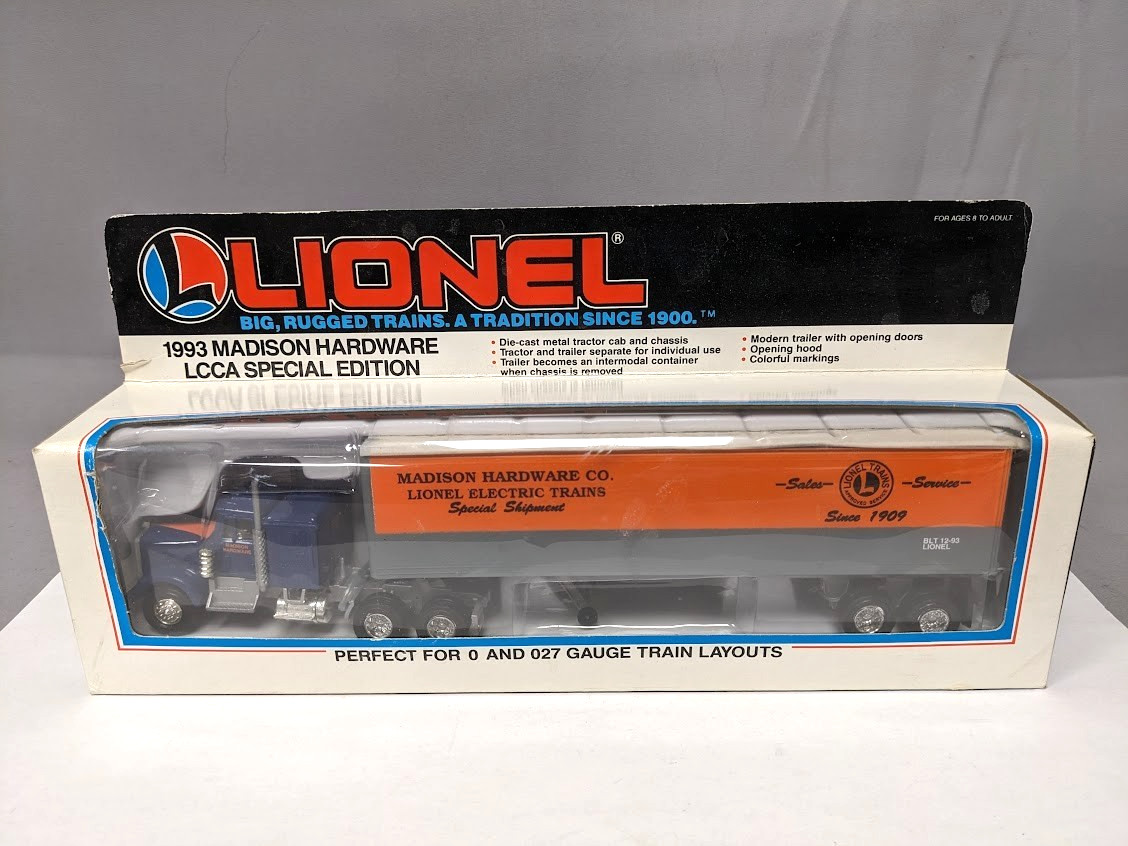 FOR AGES 8 TO ADULT
LIONEL®
BIG, RUGGED TRAINS. A TRADITION SINCE 1900.™
1993 MADISON HARDWARE
LCCA SPECIAL EDITION
• Die-cast metal tractor cab and chassis
• Tractor and trailer separate for individual use
• Trailer becomes an intermodal container
when chassis is removed
• Modern trailer with opening doors
• Opening hood
• Colorful markings
MADISON HARDWARE CO.
LIONEL ELECTRIC TRAINS
Special Shipment
—Sales—
LIONEL TRAINS
L
APPROVED SERVICE
—Service—
Since 1909
BLT 12-93
LIONEL
MADISON
HARDWARE
PERFECT FOR 0 AND 027 GAUGE TRAIN LAYOUTS